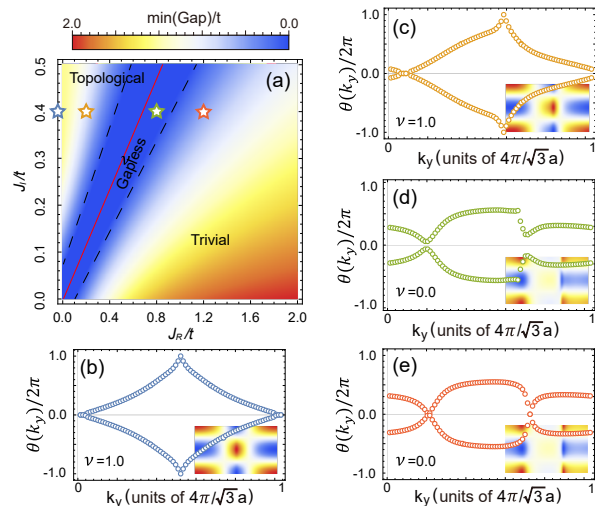 min(Gap)/t
2.0 0.0
(a)
Topological
ν
Gapless
Trivial
J_I/t
0.5
0.4
0.3
0.2
0.1
0.0
0.0 0.4 0.8 1.2 1.6 2.0
J_R/t
(b)
θ(k_y)/2π
1.0
0.0
-1.0
ν=1.0
0 1
k_y (units of 4π/√3a)
(c)
θ(k_y)/2π
1.0
0.0
-1.0
ν=1.0
0 1
k_y (units of 4π/√3a)
(d)
θ(k_y)/2π
1.0
0.0
-1.0
ν=0.0
0 1
k_y (units of 4π/√3a)
(e)
θ(k_y)/2π
1.0
0.0
-1.0
ν=0.0
0 1
k_y (units of 4π/√3a)